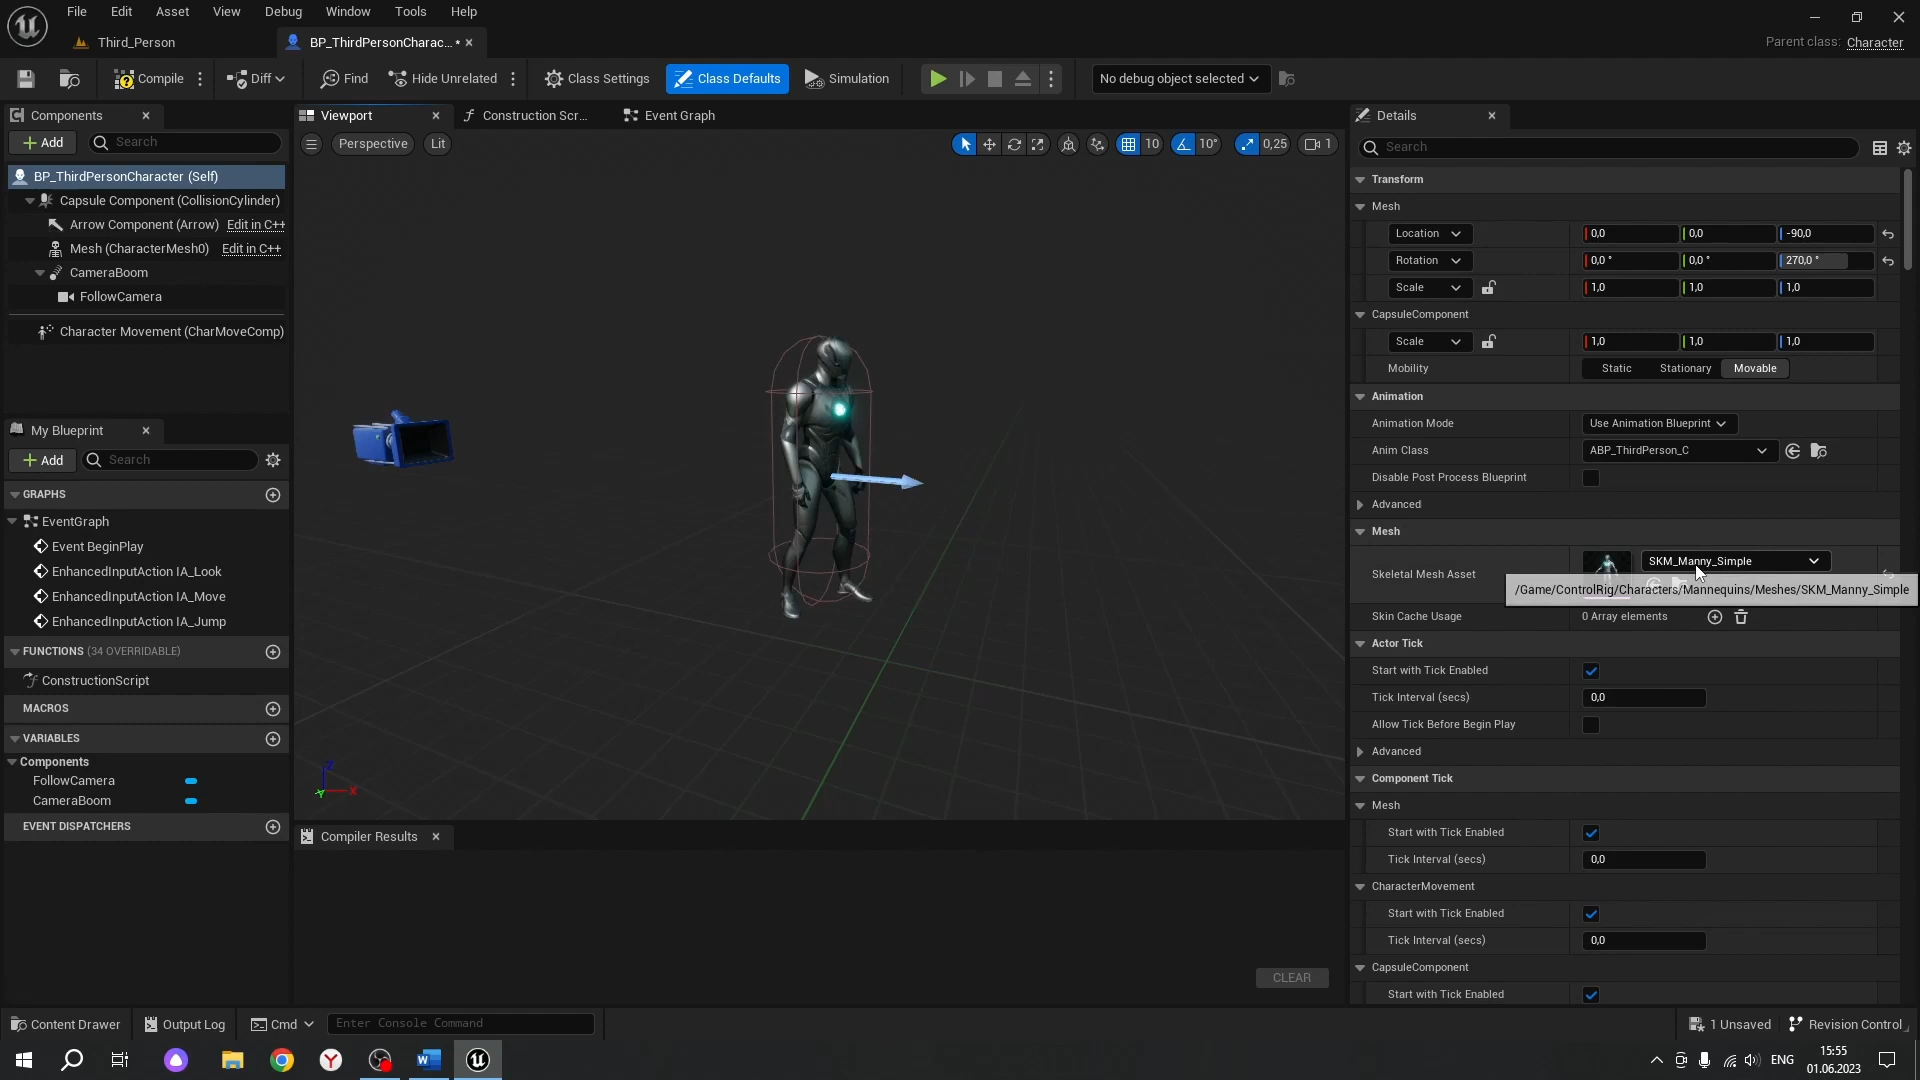 File Edit Asset View Debug Window Tools Help
Third_Person
BP_ThirdPersonCharac... *
Parent class: Character
Compile
Diff
Find
Hide Unrelated
Class Settings
Class Defaults
Simulation
No debug object selected
Components
Add
Search
BP_ThirdPersonCharacter (Self)
Capsule Component (CollisionCylinder)
Arrow Component (Arrow) Edit in C++
Mesh (CharacterMesh0) Edit in C++
CameraBoom
FollowCamera
Character Movement (CharMoveComp)
My Blueprint
Add
Search
GRAPHS
EventGraph
Event BeginPlay
EnhancedInputAction IA_Look
EnhancedInputAction IA_Move
EnhancedInputAction IA_Jump
FUNCTIONS (34 OVERRIDABLE)
ConstructionScript
MACROS
VARIABLES
Components
FollowCamera
CameraBoom
EVENT DISPATCHERS
Viewport
Construction Scr...
Event Graph
Perspective
Lit
10
10°
0,25
1
Z
X
Y
Compiler Results
CLEAR
Details
Search
Transform
Mesh
Location 0,0 0,0 -90,0
Rotation 0,0 ° 0,0 ° 270,0 °
Scale 1,0 1,0 1,0
CapsuleComponent
Scale 1,0 1,0 1,0
Mobility Static Stationary Movable
Animation
Animation Mode Use Animation Blueprint
Anim Class ABP_ThirdPerson_C
Disable Post Process Blueprint
Advanced
Mesh
Skeletal Mesh Asset SKM_Manny_Simple
/Game/ControlRig/Characters/Mannequins/Meshes/SKM_Manny_Simple
Skin Cache Usage 0 Array elements
Actor Tick
Start with Tick Enabled
Tick Interval (secs) 0,0
Allow Tick Before Begin Play
Advanced
Component Tick
Mesh
Start with Tick Enabled
Tick Interval (secs) 0,0
CharacterMovement
Start with Tick Enabled
Tick Interval (secs) 0,0
CapsuleComponent
Start with Tick Enabled
Content Drawer
Output Log
Cmd
Enter Console Command
1 Unsaved
Revision Control
ENG
15:55
01.06.2023